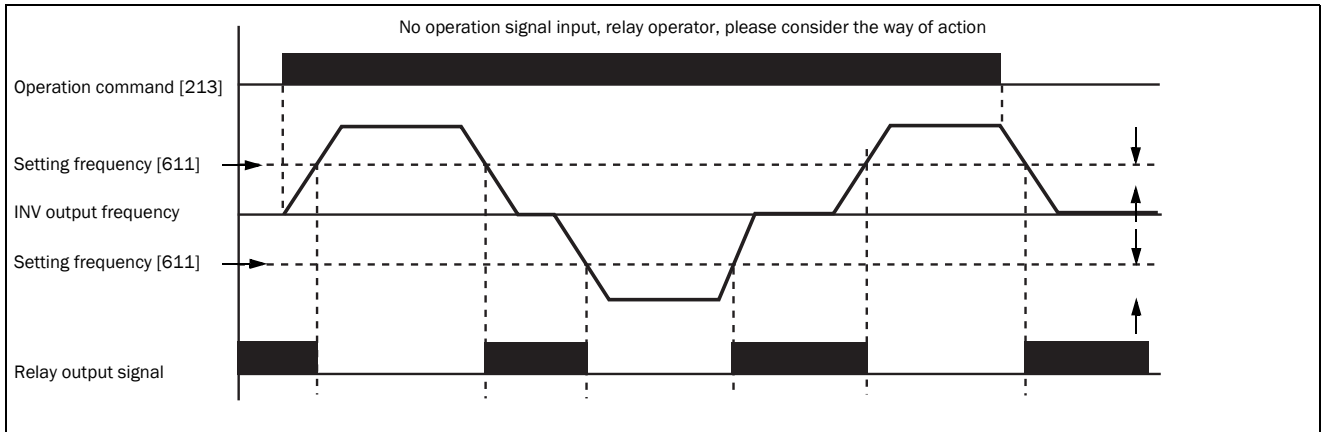 No operation signal input, relay operator, please consider the way of action
Operation command [213]
Setting frequency [611]
INV output frequency
Setting frequency [611]
Relay output signal